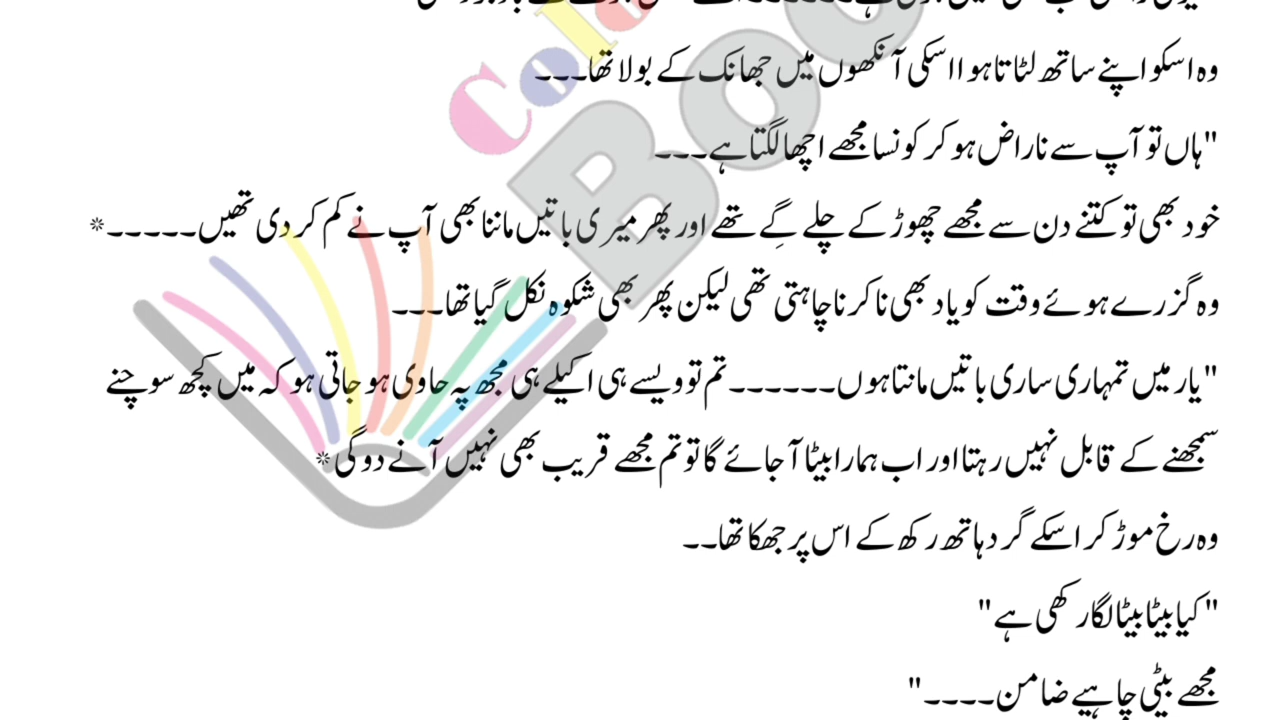 وہ اسکو اپنے ساتھ لٹاتا ہوا اسکی آنکھوں میں جھانک کے بولا تھا۔۔۔
"ہاں تو آپ سے ناراض ہو کر کونسا مجھے اچھا لگتا ہے۔۔۔
خود بھی تو کتنے دن سے مجھے چھوڑ کے چلے گے تھے اور پھر میری باتیں ماننا بھی آپ نے کم کر دی تھیں۔۔۔۔۔*
وہ گزرے ہوئے وقت کو یاد بھی نا کرنا چاہتی تھی لیکن پھر بھی شکوہ نکل گیا تھا۔۔۔
"یار میں تمہاری ساری باتیں مانتا ہوں۔۔۔۔۔۔تم تو ویسے ہی اکیلے ہی مجھ پہ حاوی ہو جاتی ہو کہ میں کچھ سوچنے
سمجھنے کے قابل نہیں رہتا اور اب ہمارا بیٹا آ جائے گا تو تم مجھے قریب بھی نہیں آنے دو گی*
وہ رخ موڑ کر اسکے گرد ہاتھ رکھ کے اس پر جھکا تھا۔۔
"کیا بیٹا بیٹا لگا رکھی ہے"
مجھے بیٹی چاہیے ضامن۔۔۔۔"